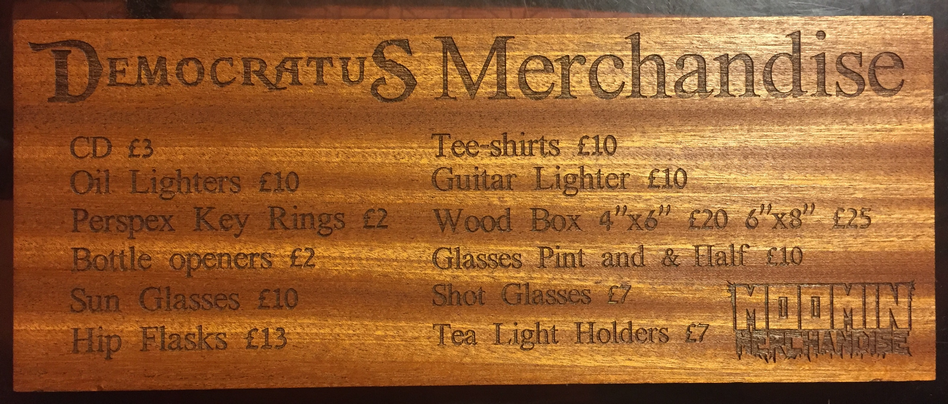 DEMOCRATUS Merchandise
CD £3
Oil Lighters £10
Perspex Key Rings £2
Bottle openers £2
Sun Glasses £10
Hip Flasks £13
Tee-shirts £10
Guitar Lighter £10
Wood Box 4"x6" £20 6"x8" £25
Glasses Pint and & Half £10
Shot Glasses £7
Tea Light Holders £7
MOOMIN
MERCHANDISE